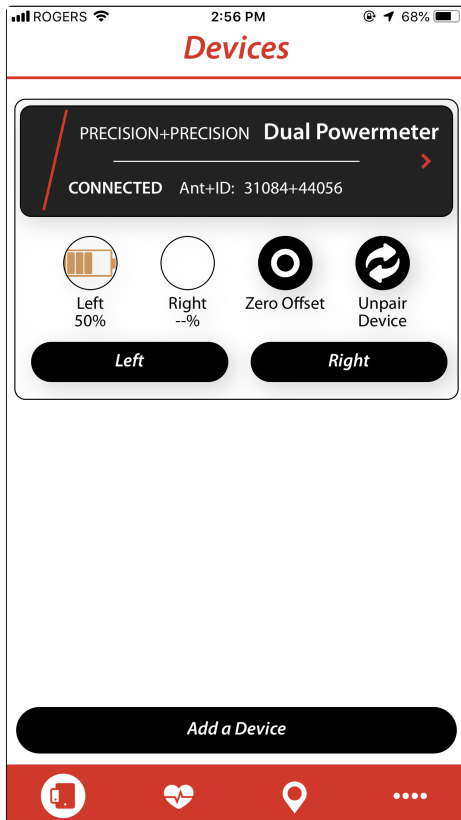 ROGERS 2:56 PM 68%
Devices
PRECISION+PRECISION Dual Powermeter
CONNECTED Ant+ID: 31084+44056
Left Right Zero Offset Unpair
50% --% Device
Left Right
Add a Device